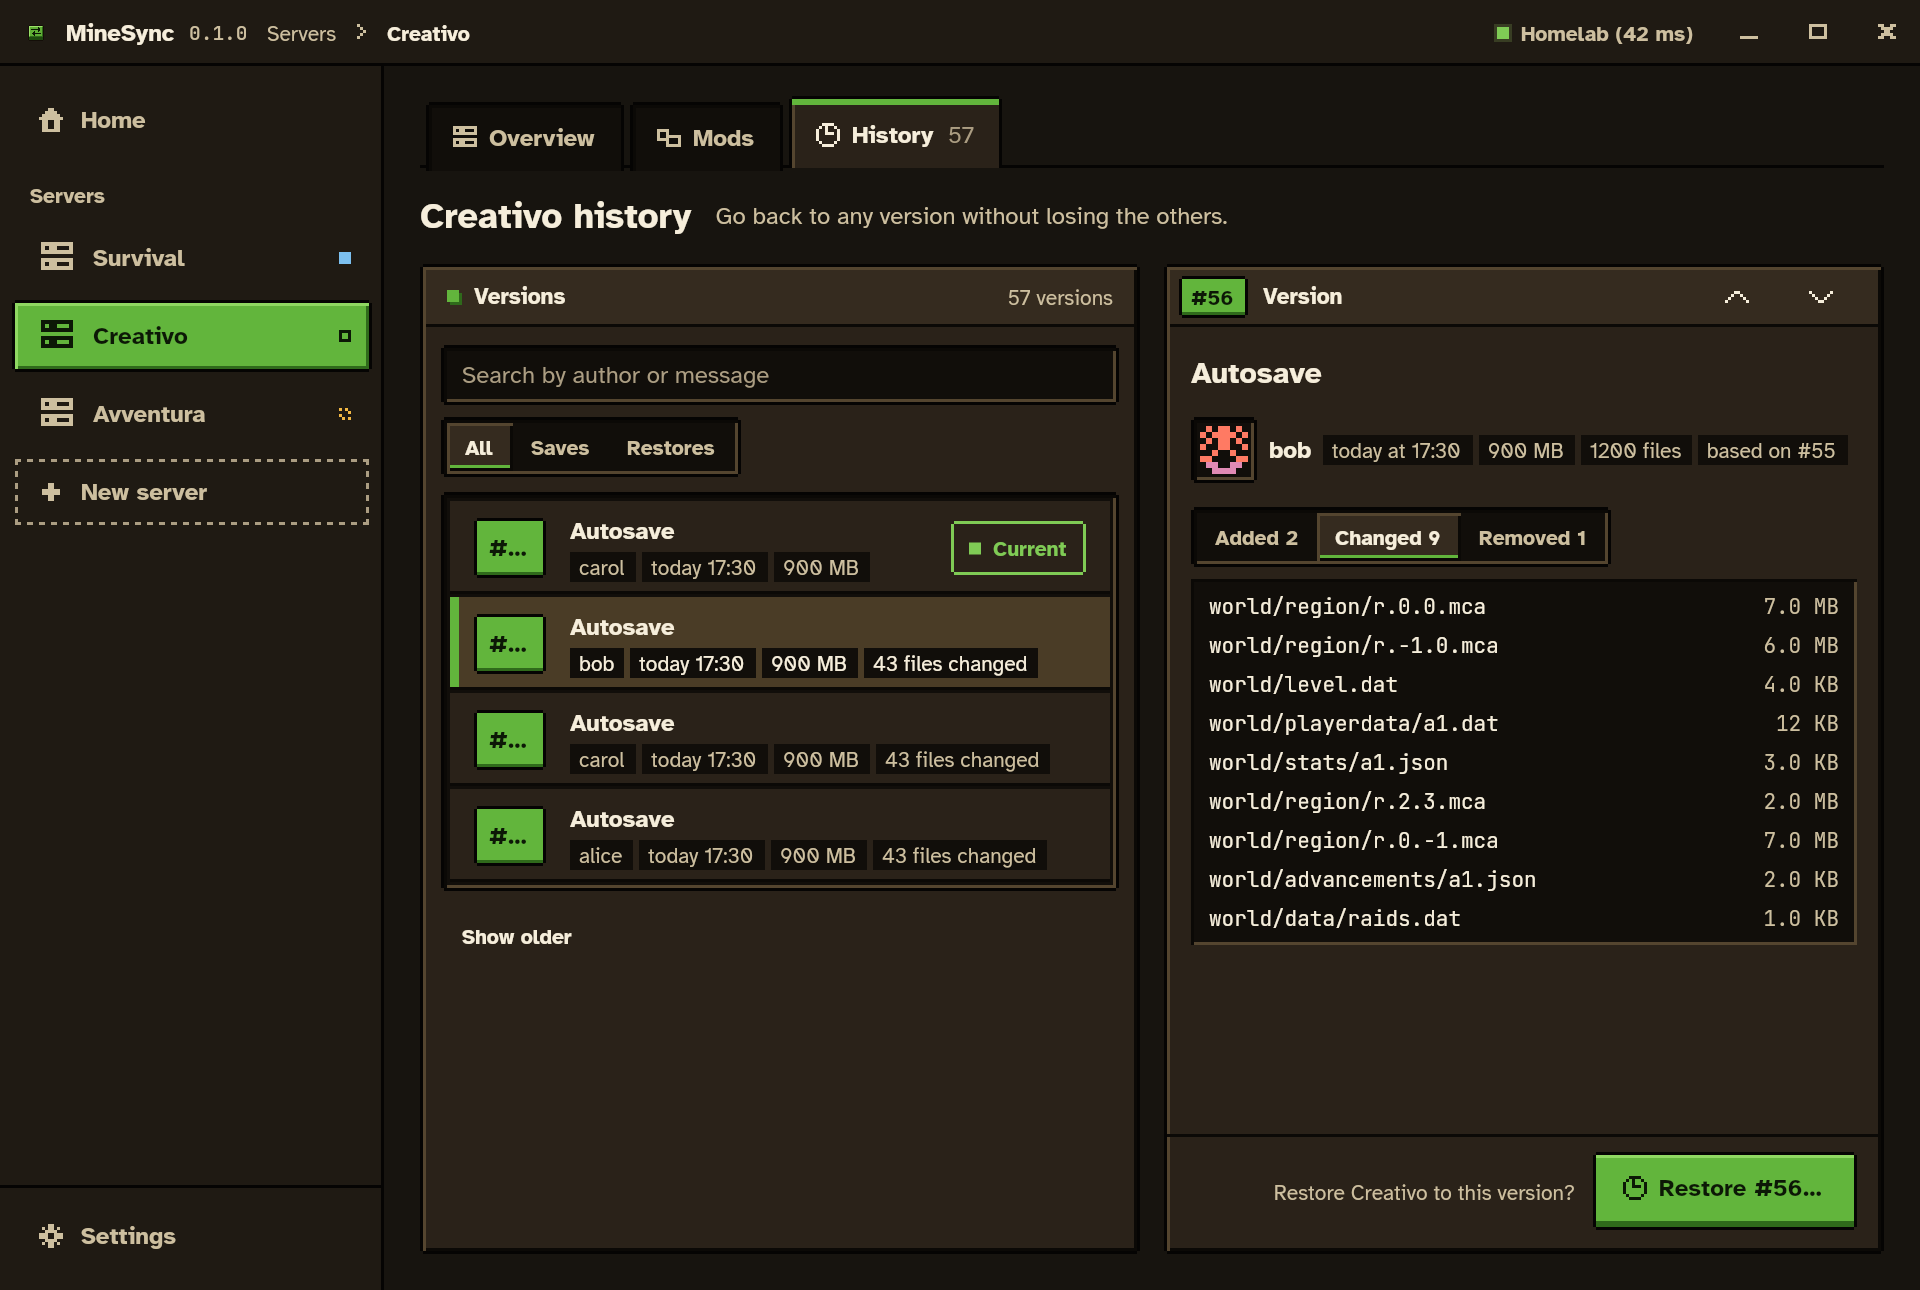 MineSync 0.1.0 Servers > Creativo
Homelab (42 ms)
Home
Servers
Survival
Creativo
Avventura
New server
Settings
Overview
Mods
History 57
Creativo history Go back to any version without losing the others.
Versions 57 versions
Search by author or message
All Saves Restores
#... Autosave
carol today 17:30 900 MB
Current
#... Autosave
bob today 17:30 900 MB 43 files changed
#... Autosave
carol today 17:30 900 MB 43 files changed
#... Autosave
alice today 17:30 900 MB 43 files changed
Show older
#56 Version
Autosave
bob today at 17:30 900 MB 1200 files based on #55
Added 2 Changed 9 Removed 1
world/region/r.0.0.mca 7.0 MB
world/region/r.-1.0.mca 6.0 MB
world/level.dat 4.0 KB
world/playerdata/a1.dat 12 KB
world/stats/a1.json 3.0 KB
world/region/r.2.3.mca 2.0 MB
world/region/r.0.-1.mca 7.0 MB
world/advancements/a1.json 2.0 KB
world/data/raids.dat 1.0 KB
Restore Creativo to this version?
Restore #56...